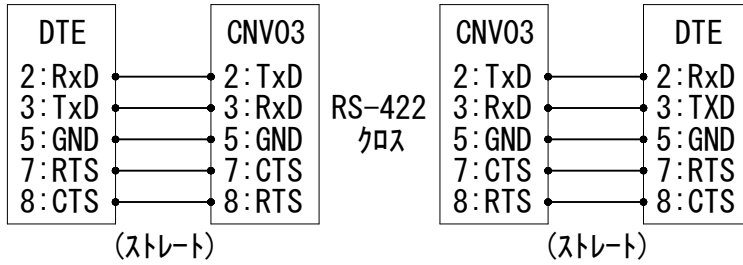 DTE CNV03 CNV03 DTE
2:RxD 2:TxD 2:TxD 2:RxD
3:TxD 3:RxD RS-422 3:RxD 3:TXD
5:GND 5:GND クロス 5:GND 5:GND
7:RTS 7:CTS 7:CTS 7:RTS
8:CTS 8:RTS 8:RTS 8:CTS
(ストレート) (ストレート)